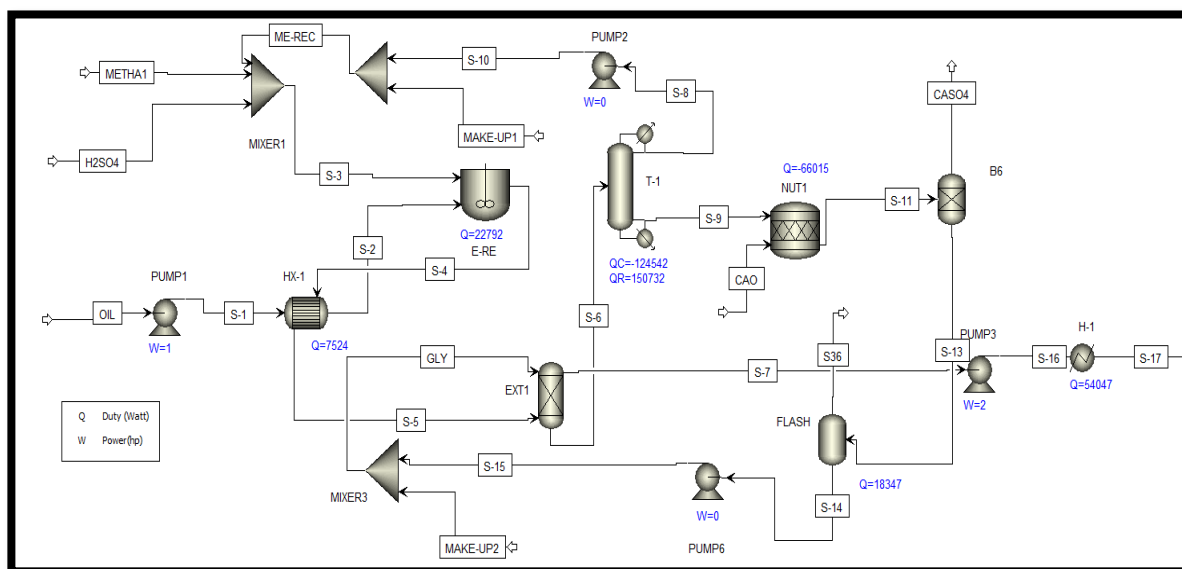 ME-REC
PUMP2
S-10
METHA1
S-8
CASO4
W=0
MAKE-UP1
MIXER1
H2SO4
T-1
Q=-66015
B6
S-3
NUT1
S-11
S-9
Q=22792
E-RE
S-2
QC=-124542
QR=150732
PUMP1
HX-1
S-4
CAO
OIL
S-1
S-6
W=1
Q=7524
GLY
S36
S-13
PUMP3
H-1
S-16
S-17
S-7
EXT1
Q=54047
W=2
Q Duty (Watt)
W Power(hp)
S-5
FLASH
S-15
Q=18347
MIXER3
S-14
W=0
MAKE-UP2
PUMP6